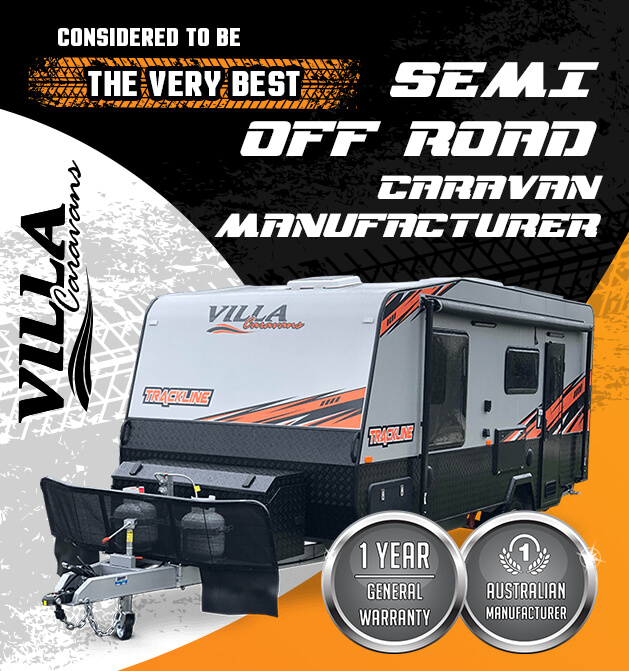 CONSIDERED TO BE
THE VERY BEST
SEMI
OFF ROAD
CARAVAN
MANUFACTURER
VILLA
Caravans
VILLA
Caravans
TRACKLINE
TRACKLINE
1 YEAR
GENERAL
WARRANTY
1
AUSTRALIAN
MANUFACTURER